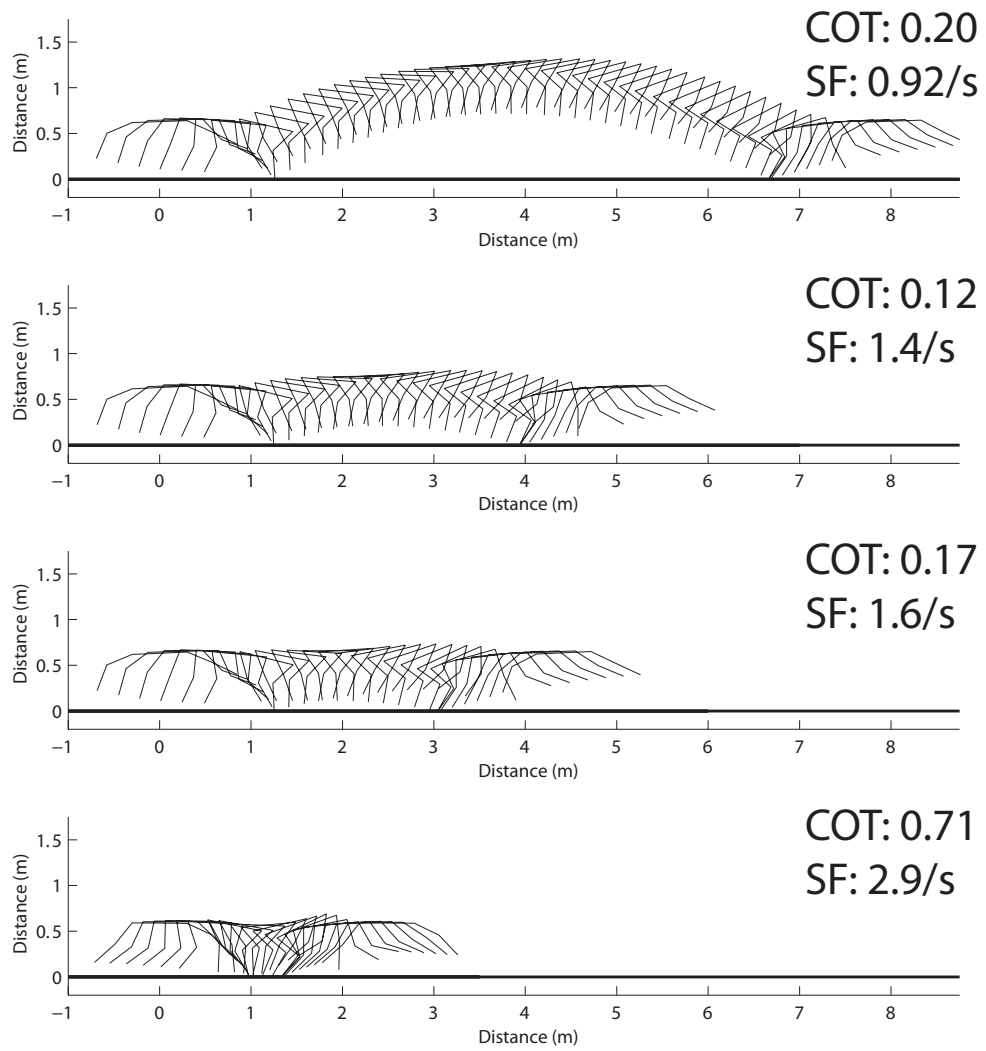 COT: 0.20
SF: 0.92/s
1.5
1
0.5
0
Distance (m)
−1 0 1 2 3 4 5 6 7 8
Distance (m)
COT: 0.12
SF: 1.4/s
1.5
1
0.5
0
Distance (m)
−1 0 1 2 3 4 5 6 7 8
Distance (m)
COT: 0.17
SF: 1.6/s
1.5
1
0.5
0
Distance (m)
−1 0 1 2 3 4 5 6 7 8
Distance (m)
COT: 0.71
SF: 2.9/s
1.5
1
0.5
0
Distance (m)
−1 0 1 2 3 4 5 6 7 8
Distance (m)